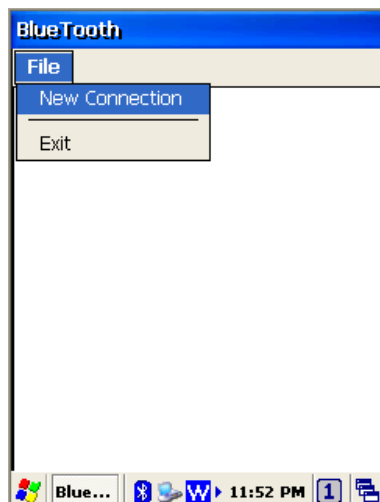 BlueTooth
File
New Connection
Exit
Blue... W 11:52 PM 1